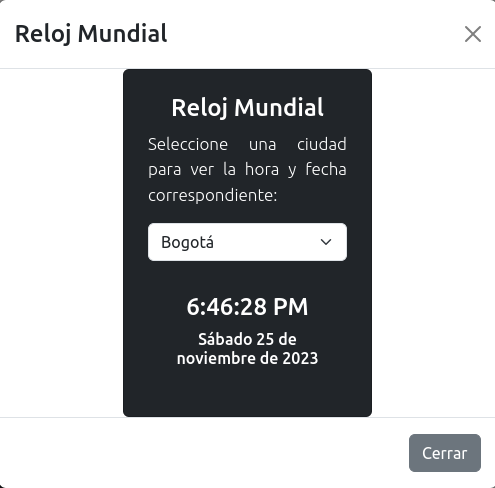 Reloj Mundial
Reloj Mundial
Seleccione una ciudad
para ver la hora y fecha
correspondiente:
Bogotá
6:46:28 PM
Sábado 25 de
noviembre de 2023
Cerrar